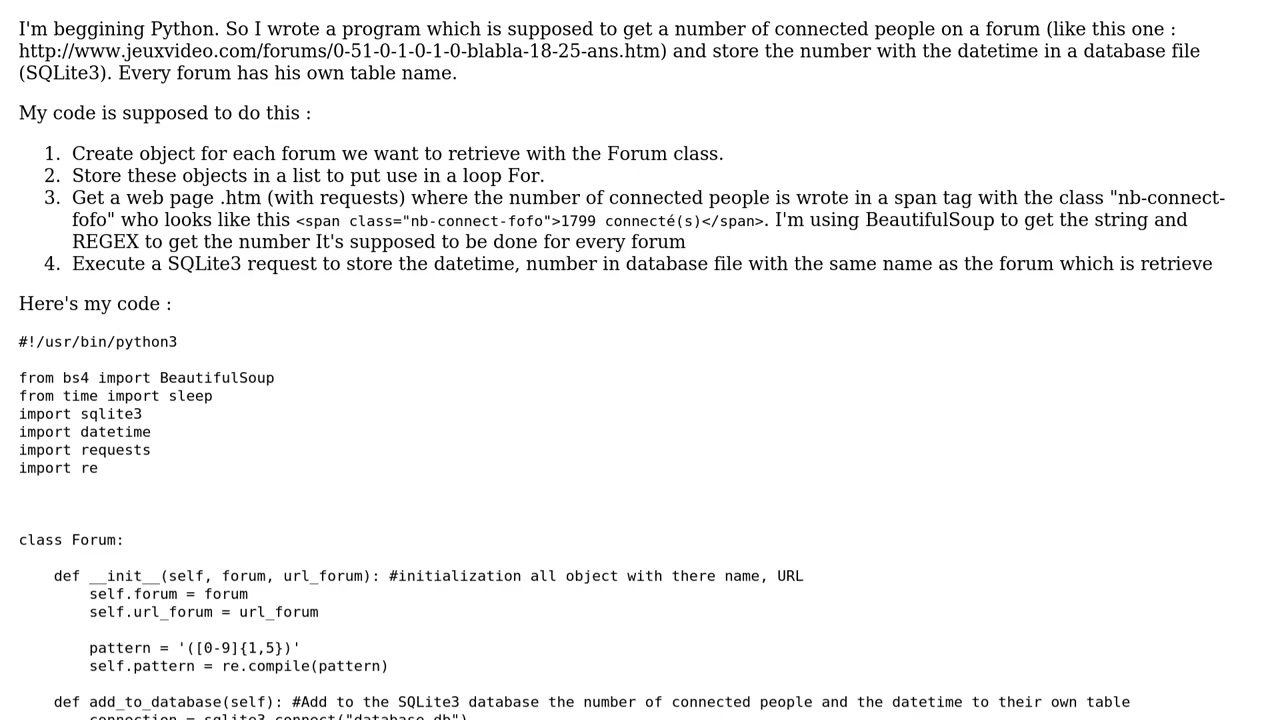 I'm beggining Python. So I wrote a program which is supposed to get a number of connected people on a forum (like this one :
http://www.jeuxvideo.com/forums/0-51-0-1-0-1-0-blabla-18-25-ans.htm) and store the number with the datetime in a database file
(SQLite3). Every forum has his own table name.
My code is supposed to do this :
1. Create object for each forum we want to retrieve with the Forum class.
2. Store these objects in a list to put use in a loop For.
3. Get a web page .htm (with requests) where the number of connected people is wrote in a span tag with the class "nb-connect-
fofo" who looks like this <span class="nb-connect-fofo">1799 connecté(s)</span>. I'm using BeautifulSoup to get the string and
REGEX to get the number It's supposed to be done for every forum
4. Execute a SQLite3 request to store the datetime, number in database file with the same name as the forum which is retrieve
Here's my code :
#!/usr/bin/python3
from bs4 import BeautifulSoup
from time import sleep
import sqlite3
import datetime
import requests
import re
class Forum:
def __init__(self, forum, url_forum): #initialization all object with there name, URL
self.forum = forum
self.url_forum = url_forum
pattern = '([0-9]{1,5})'
self.pattern = re.compile(pattern)
def add_to_database(self): #Add to the SQLite3 database the number of connected people and the datetime to their own table
connection = sqlite3.connect("database.db")